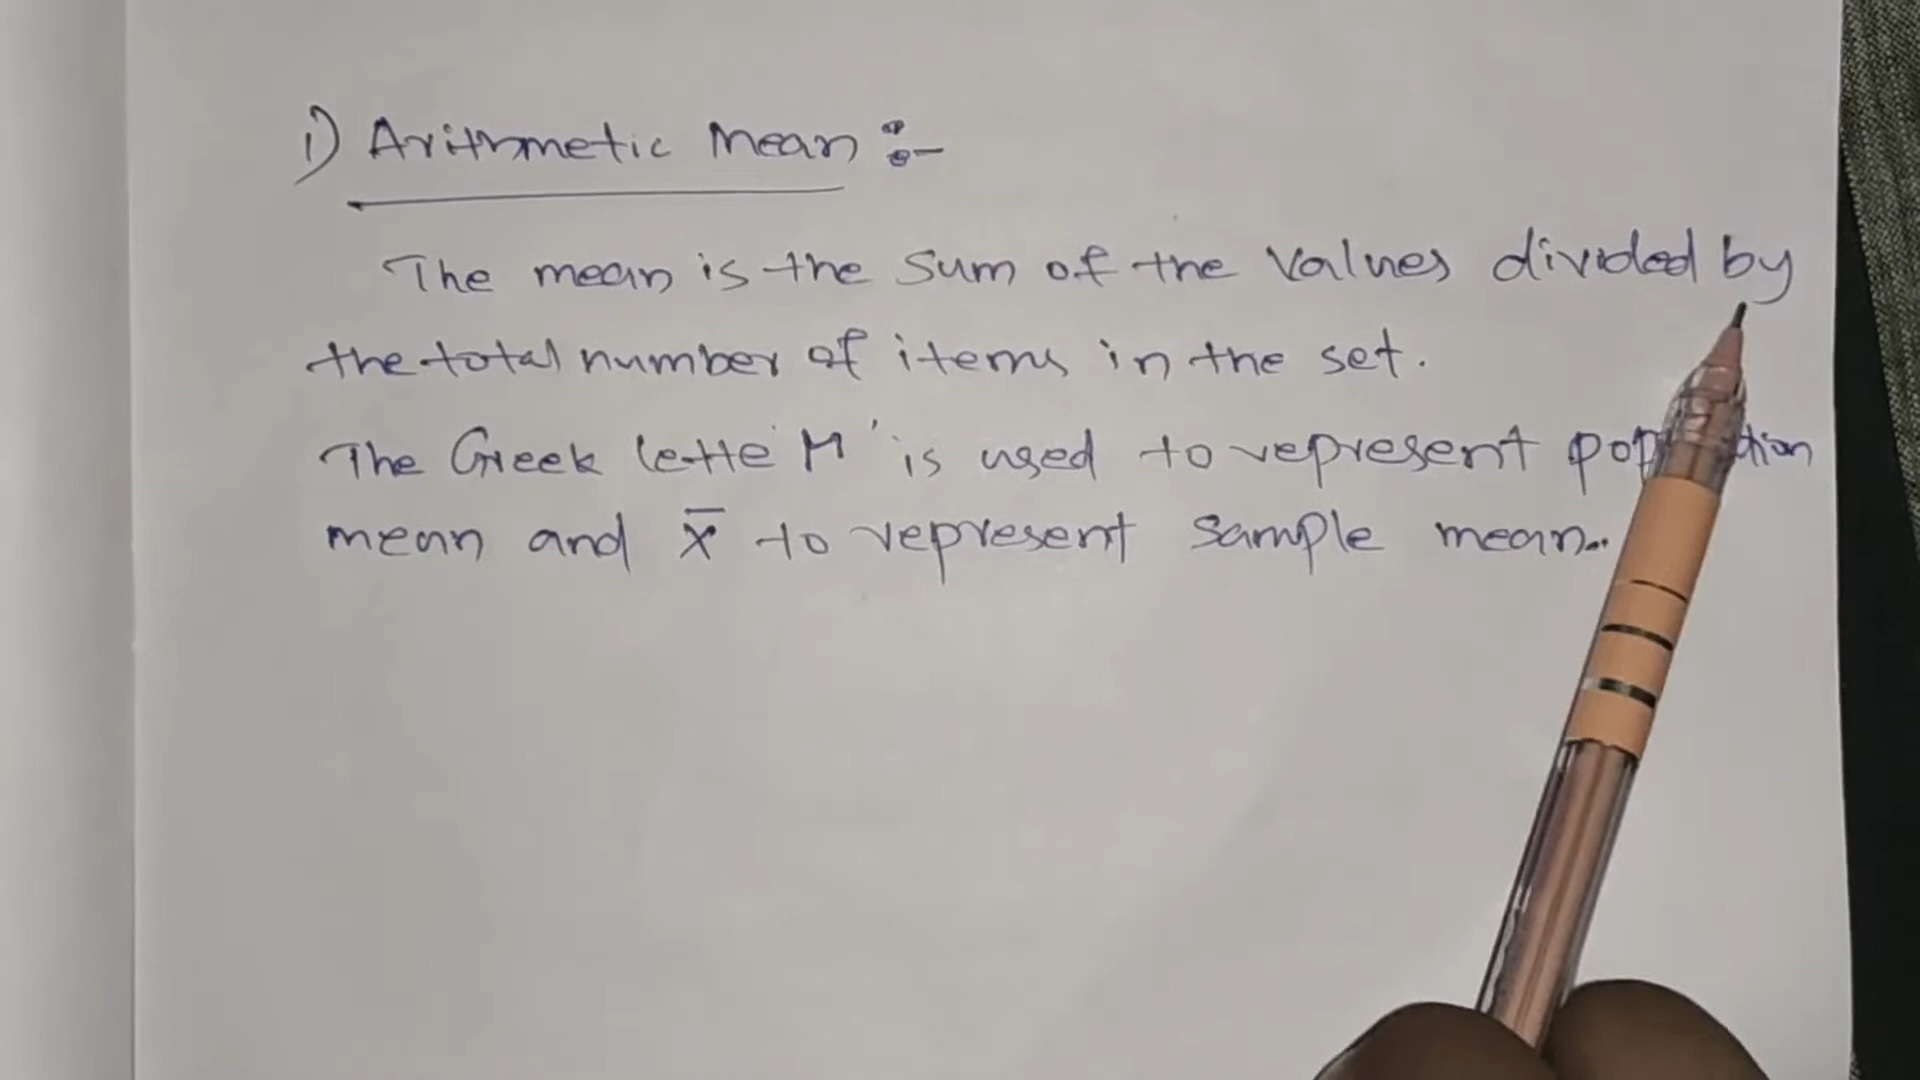 1) Arithmetic Mean :-
The mean is the sum of the values divided by
the total number of items in the set.
The Greek lette 'M' is used to represent
mean and x̅ to represent sample mean..